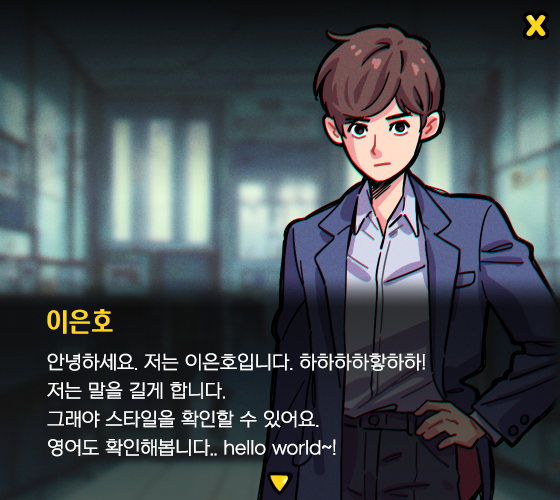 X
이은호
안녕하세요. 저는 이은호입니다. 하하하하황하하!
저는 말을 길게 합니다.
그래야 스타일을 확인할 수 있어요.
영어도 확인해봅니다.. hello world~!